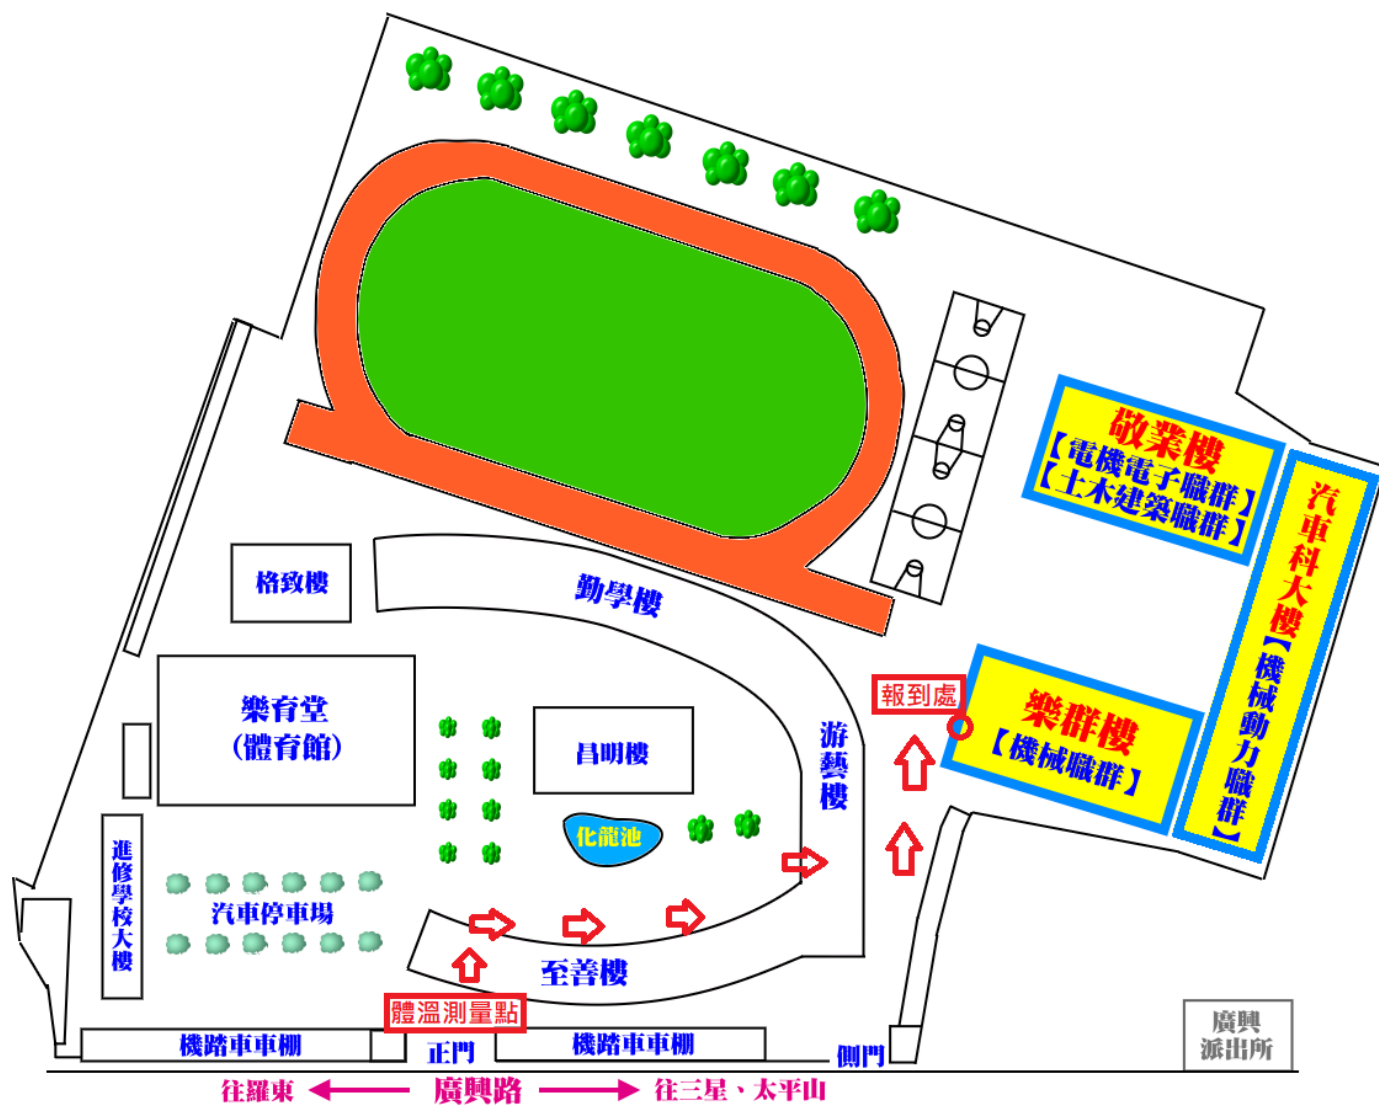 敬業樓
【電機電子職群】
【土木建築職群】
汽車科大樓【機械動力職群】
格致樓
勤學樓
樂育堂
(體育館)
昌明樓
游藝樓
報到處
樂群樓
【機械職群】
化龍池
進修學校大樓
汽車停車場
至善樓
體溫測量點
機踏車車棚
正門
機踏車車棚
側門
廣興
派出所
往羅東
廣興路
往三星、太平山